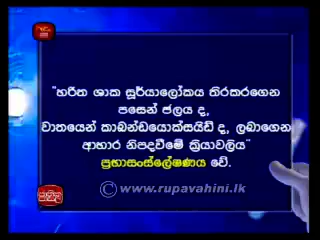 "හරිත ශාක සූර්යාලෝකය තිරකරගෙන
පසෙන් ජලය ද,
වාතයෙන් කාබන්ඩයොක්සයිඩ් ද, ලබාගෙන
ආහාර නිපදවීමේ ක්‍රියාවලිය"
ප්‍රභාසංස්ලේෂණය වේ.
©www.rupavahini.lk